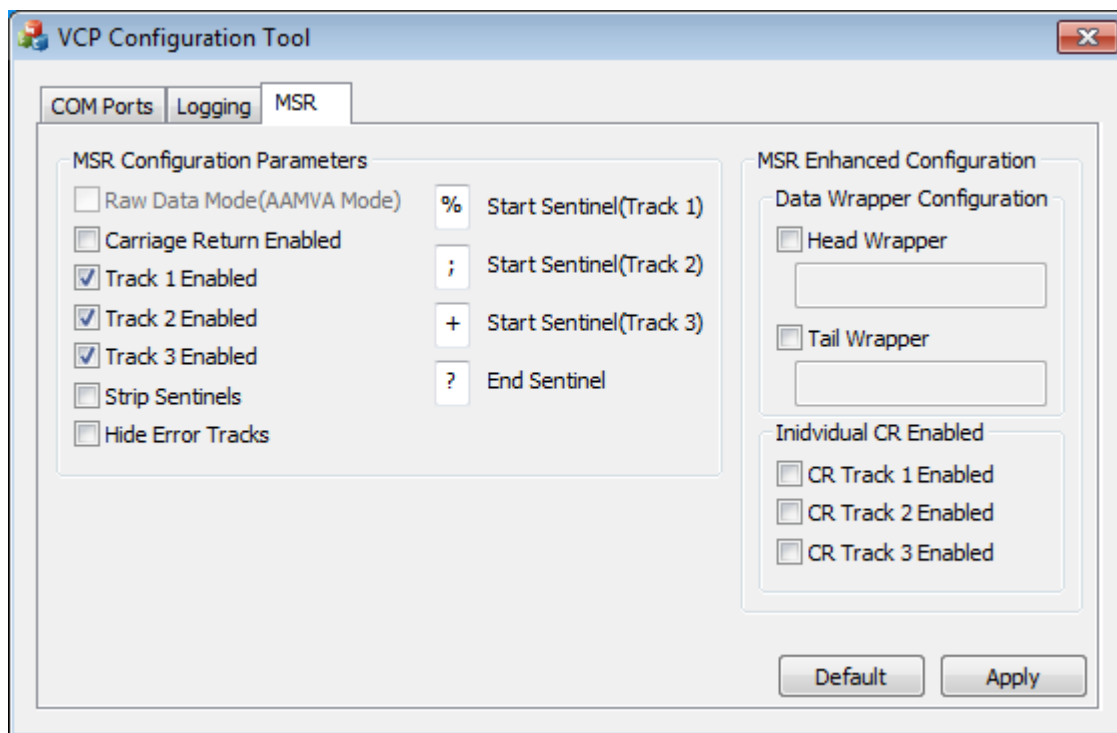 VCP Configuration Tool
COM Ports
Logging
MSR
MSR Configuration Parameters
Raw Data Mode(AAMVA Mode)
Carriage Return Enabled
Track 1 Enabled
Track 2 Enabled
Track 3 Enabled
Strip Sentinels
Hide Error Tracks
% Start Sentinel(Track 1)
; Start Sentinel(Track 2)
+ Start Sentinel(Track 3)
? End Sentinel
MSR Enhanced Configuration
Data Wrapper Configuration
Head Wrapper
Tail Wrapper
Inidvidual CR Enabled
CR Track 1 Enabled
CR Track 2 Enabled
CR Track 3 Enabled
Default
Apply